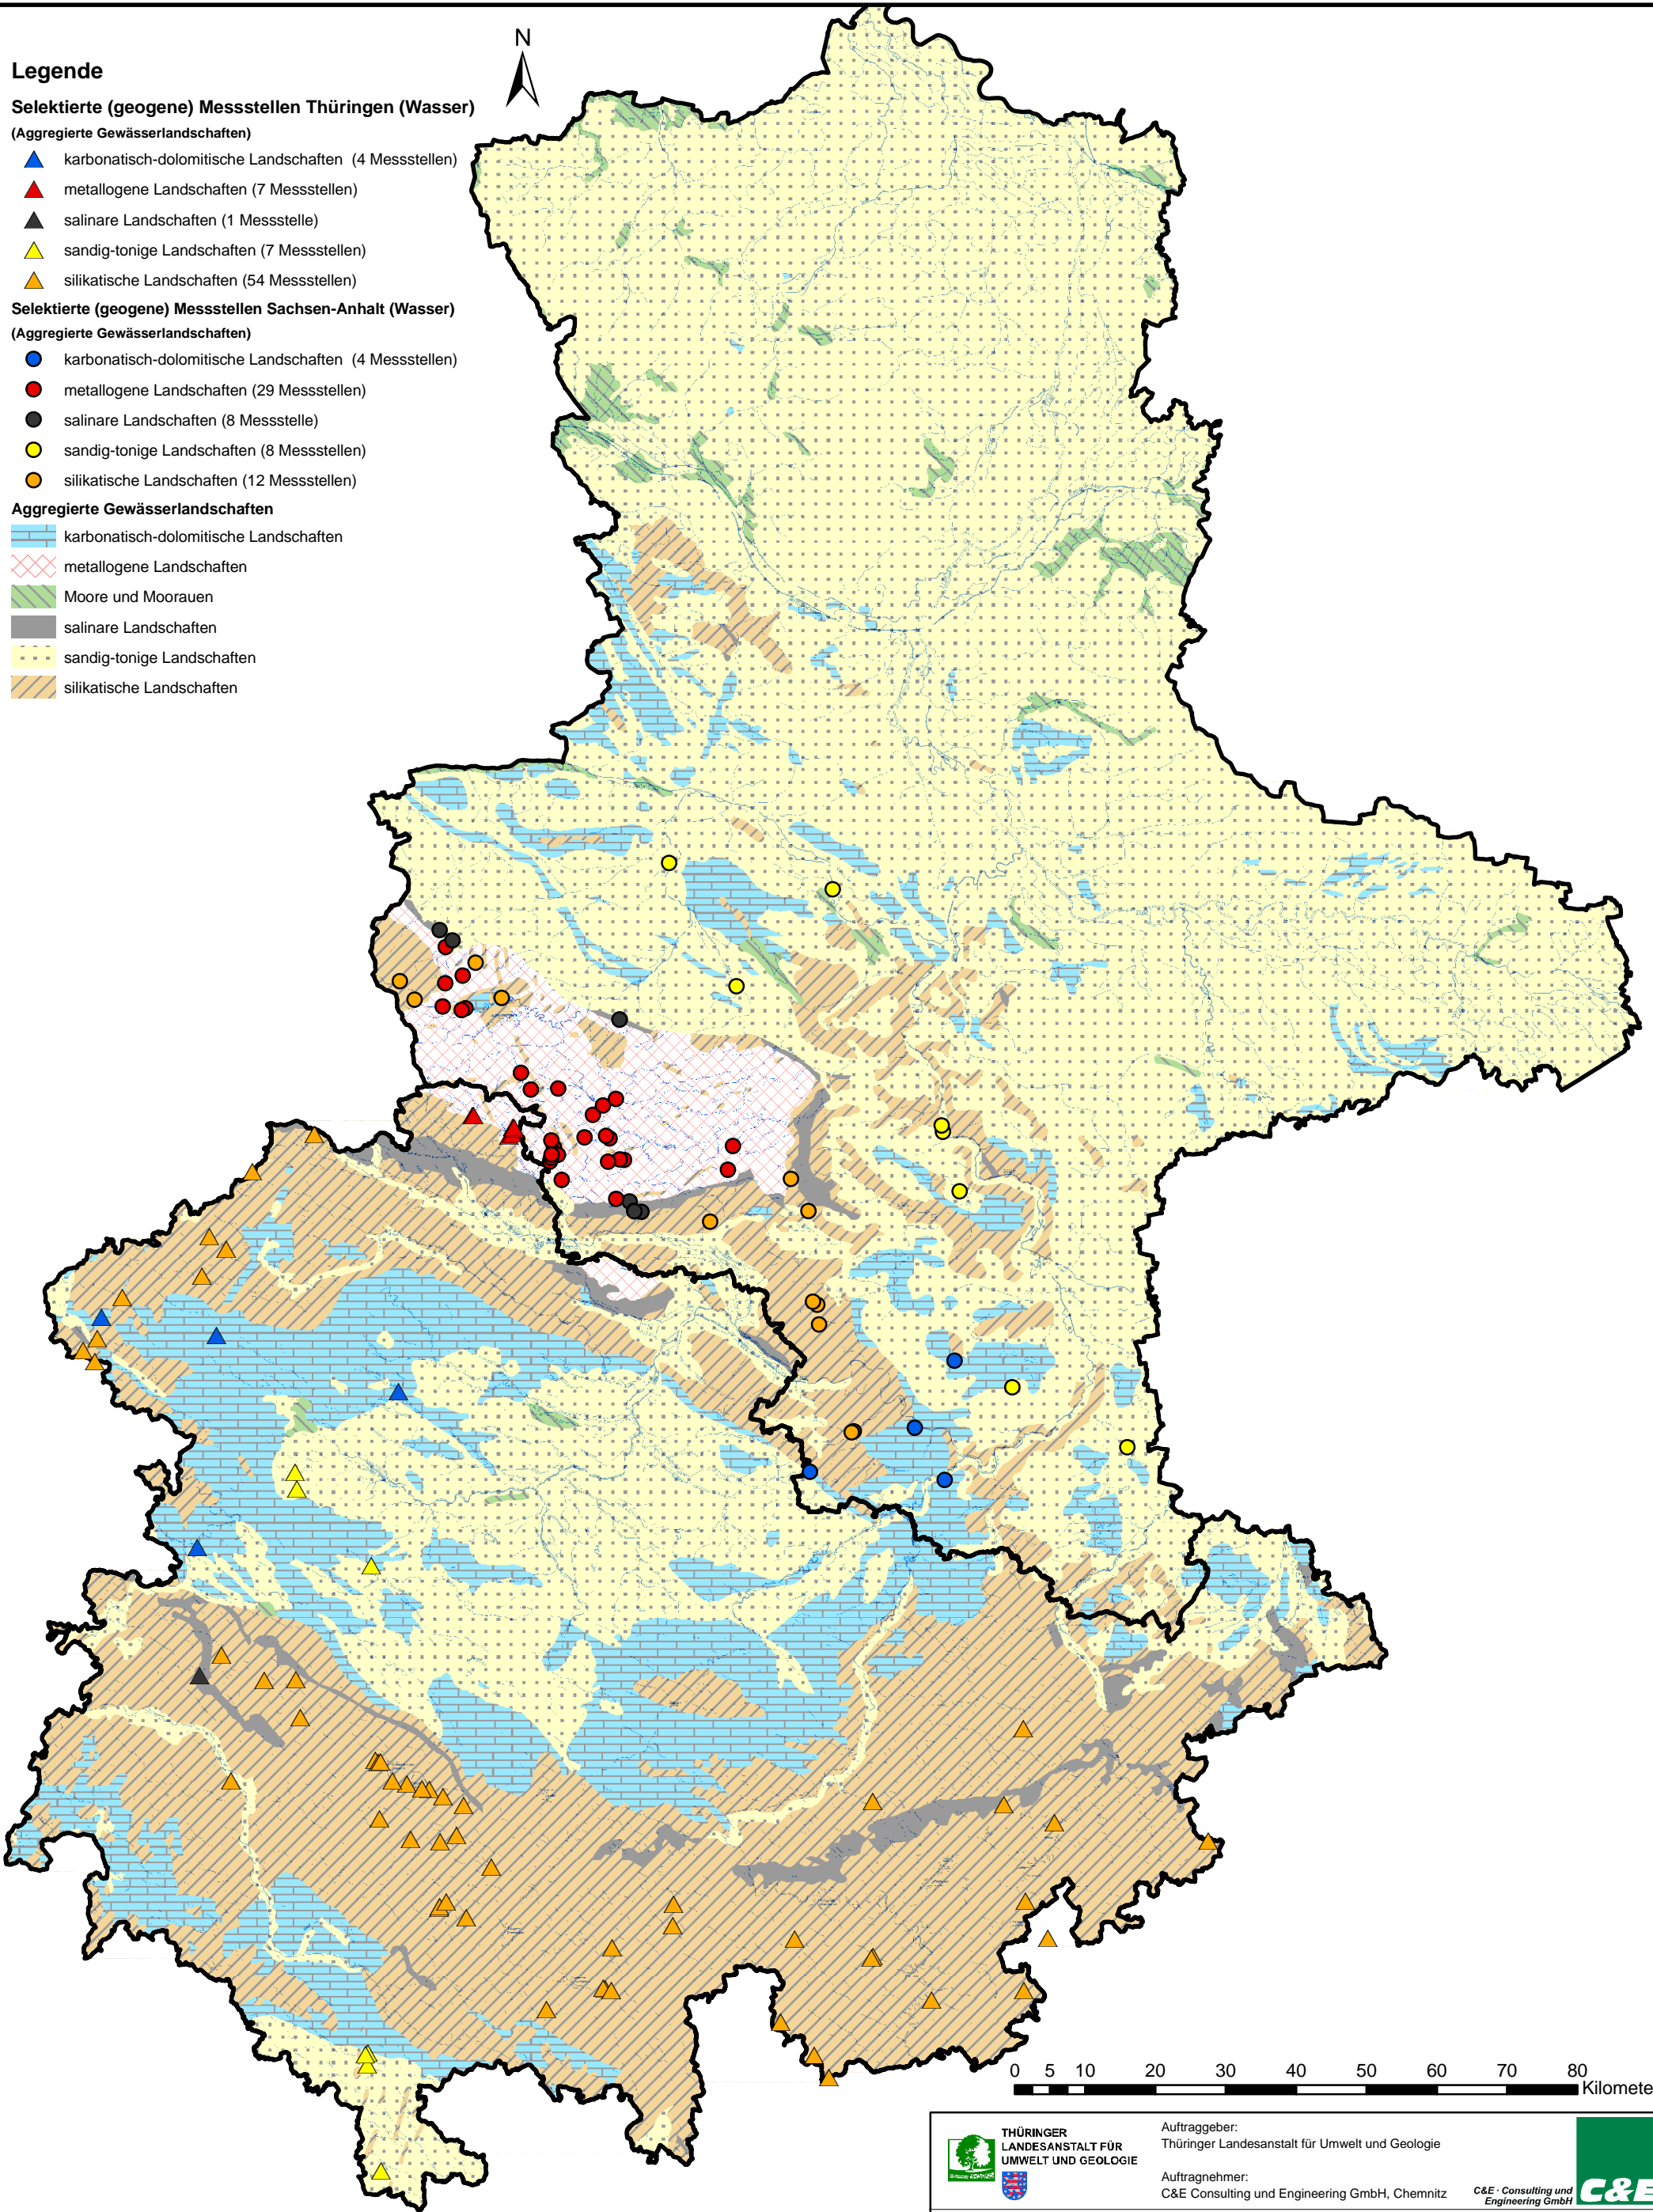 N
Legende
Selektierte (geogene) Messstellen Thüringen (Wasser)
(Aggregierte Gewässerlandschaften)
karbonatisch-dolomitische Landschaften (4 Messstellen)
metallogene Landschaften (7 Messstellen)
salinare Landschaften (1 Messstelle)
sandig-tonige Landschaften (7 Messstellen)
silikatische Landschaften (54 Messstellen)
Selektierte (geogene) Messstellen Sachsen-Anhalt (Wasser)
(Aggregierte Gewässerlandschaften)
karbonatisch-dolomitische Landschaften (4 Messstellen)
metallogene Landschaften (29 Messstellen)
salinare Landschaften (8 Messstelle)
sandig-tonige Landschaften (8 Messstellen)
silikatische Landschaften (12 Messstellen)
Aggregierte Gewässerlandschaften
karbonatisch-dolomitische Landschaften
metallogene Landschaften
Moore und Moorauen
salinare Landschaften
sandig-tonige Landschaften
silikatische Landschaften
0 5 10 20 30 40 50 60 70 80
Kilomete
THÜRINGER
LANDESANSTALT FÜR
UMWELT UND GEOLOGIE
Auftraggeber:
Thüringer Landesanstalt für Umwelt und Geologie
Auftragnehmer:
C&E Consulting und Engineering GmbH, Chemnitz
C&E · Consulting und
Engineering GmbH
C&E